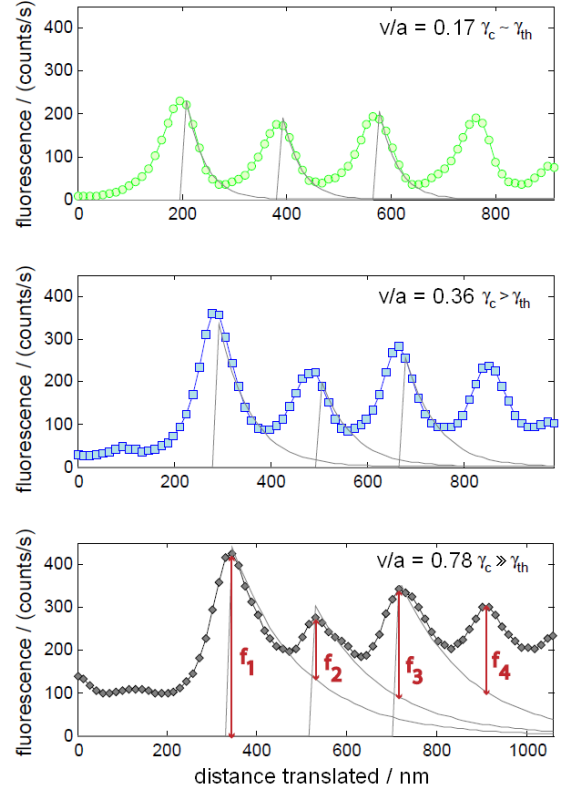 fluorescence / (counts/s)
400
300
200
100
0
v/a = 0.17 γc ~ γth
0 200 400 600 800
fluorescence / (counts/s)
400
300
200
100
0
v/a = 0.36 γc > γth
0 200 400 600 800
fluorescence / (counts/s)
400
300
200
100
0
v/a = 0.78 γc ≫ γth
f1 f2 f3 f4
0 200 400 600 800 1000
distance translated / nm